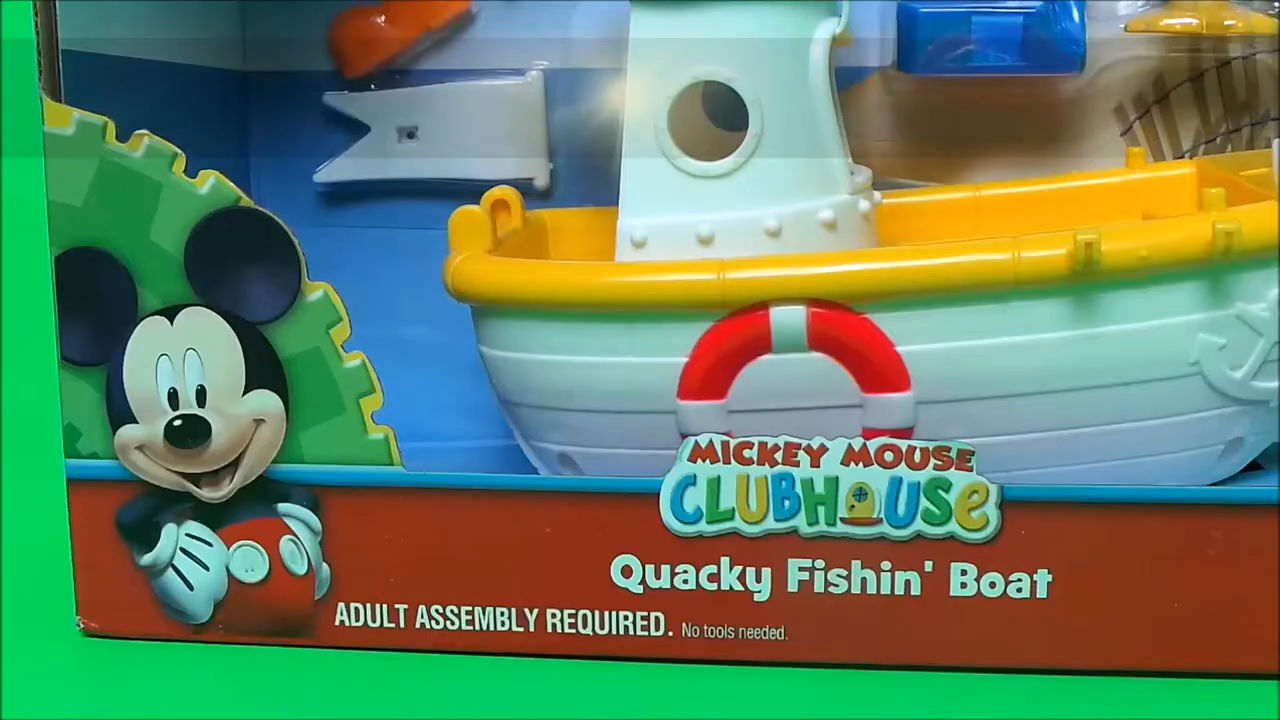 MICKEY MOUSE
CLUBHOUSE
Quacky Fishin' Boat
ADULT ASSEMBLY REQUIRED. No tools needed.